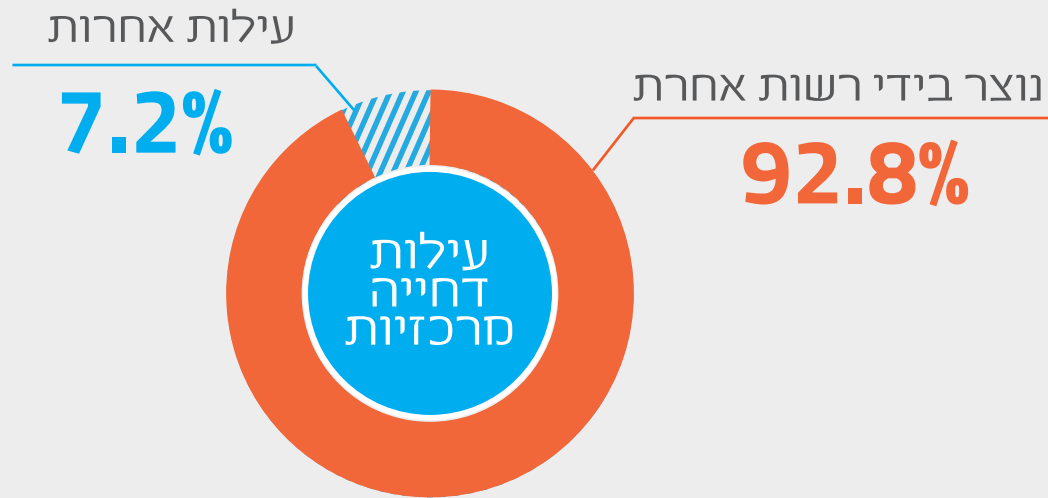 עילות אחרות
7.2%
נוצר בידי רשות אחרת
92.8%
עילות
דחייה
מרכזיות